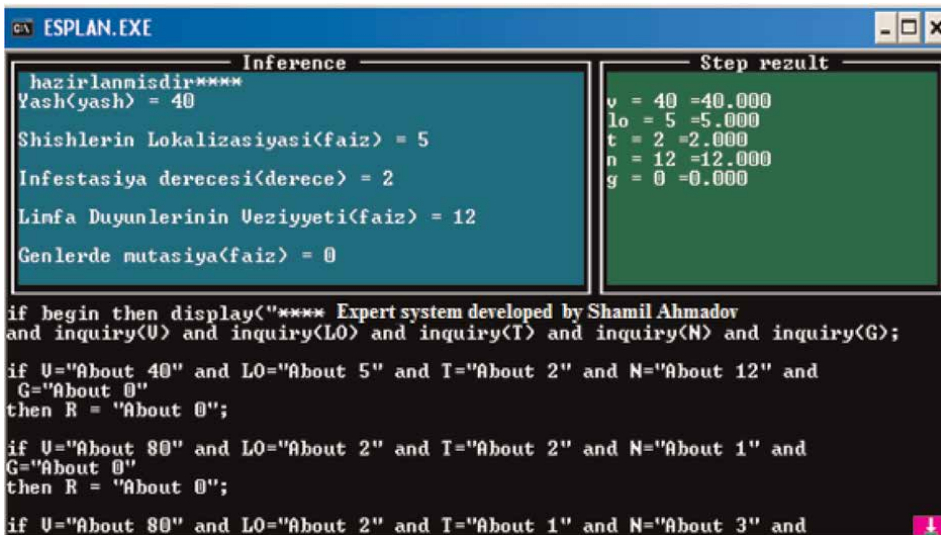 ESPLAN.EXE
Inference
hazirlanmisdir****
Yash(yash) = 40
Shishlerin Lokalizasiyasi(faiz) = 5
Infestasiya derecesi(derece) = 2
Limfa Duyunlerinin Veziyyeti(faiz) = 12
Genlerde mutasiya(faiz) = 0
Step rezult
v = 40 =40.000
lo = 5 =5.000
t = 2 =2.000
n = 12 =12.000
g = 0 =0.000
if begin then display("**** Expert system developed by Shamil Ahmadov
and inquiry(V) and inquiry(LO) and inquiry(T) and inquiry(N) and inquiry(G);
if V="About 40" and LO="About 5" and T="About 2" and N="About 12" and
G="About 0"
then R = "About 0";
if V="About 80" and LO="About 2" and T="About 2" and N="About 1" and
G="About 0"
then R = "About 0";
if V="About 80" and LO="About 2" and T="About 1" and N="About 3" and